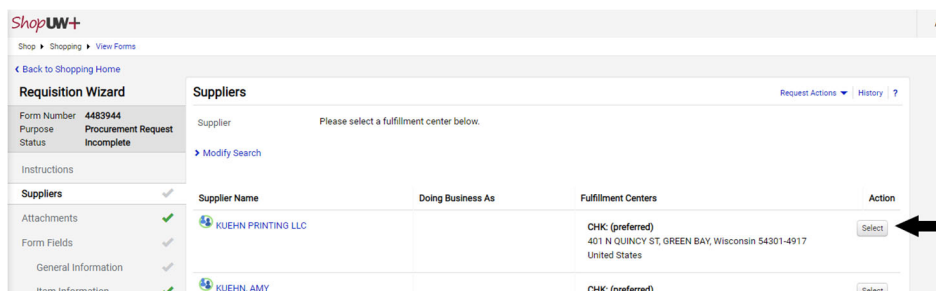 ShopUW+
Shop Shopping View Forms
Back to Shopping Home
Requisition Wizard
Form Number 4483944
Purpose Procurement Request
Status Incomplete
Instructions
Suppliers
Attachments
Form Fields
General Information
Item Information
Suppliers
Request Actions History ?
Supplier Please select a fulfillment center below.
Modify Search
Supplier Name Doing Business As Fulfillment Centers Action
KUEHN PRINTING LLC CHK: (preferred) Select
401 N QUINCY ST, GREEN BAY, Wisconsin 54301-4917
United States
KUEHN, AMY CHK: (preferred) Select